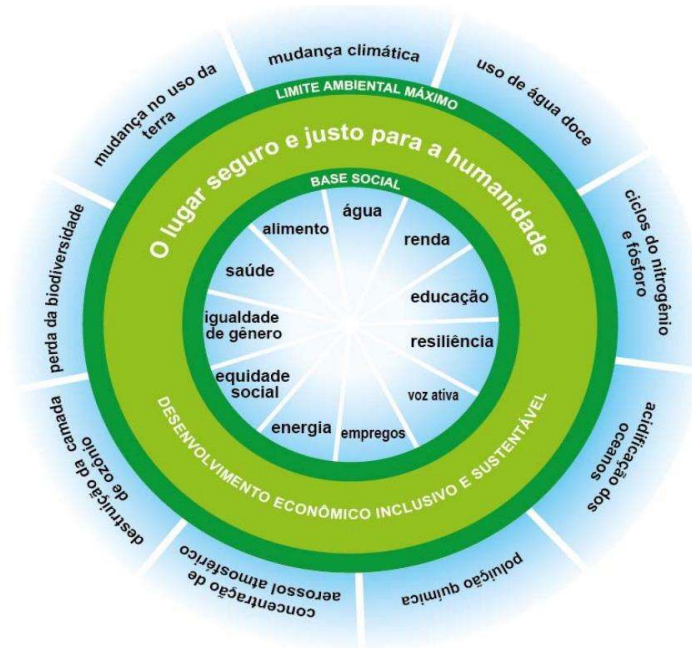 mudança climática
uso de água doce
ciclos do nitrogênio
e fósforo
acidificação dos
oceanos
poluição química
concentração de
aerossol atmosférico
destruição da camada
de ozônio
perda da biodiversidade
mudança no uso da
terra
LIMITE AMBIENTAL MÁXIMO
O lugar seguro e justo para a humanidade
BASE SOCIAL
água
renda
educação
resiliência
voz ativa
empregos
energia
equidade
social
igualdade
de gênero
saúde
alimento
DESENVOLVIMENTO ECONÔMICO INCLUSIVO E SUSTENTÁVEL